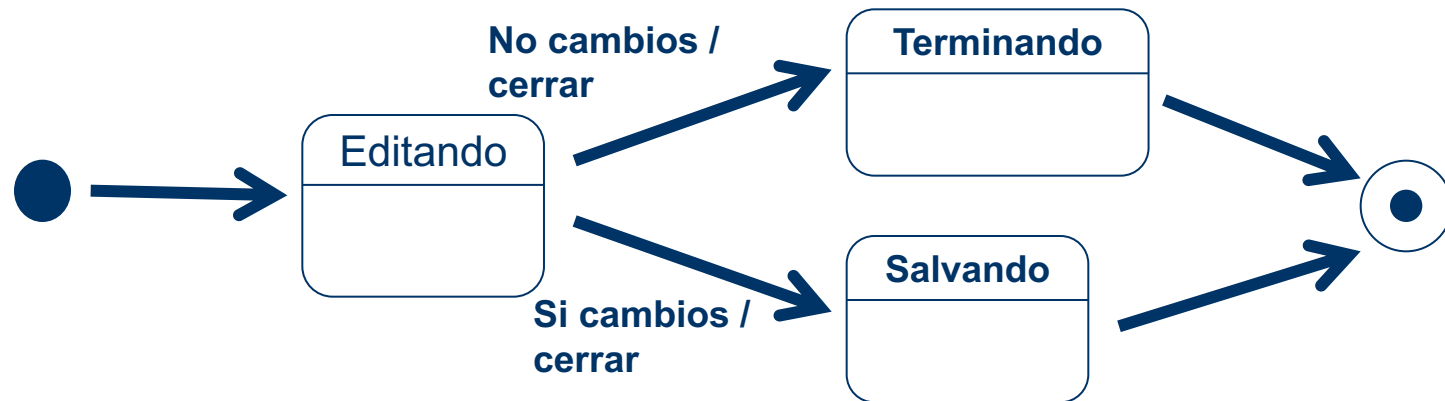 No cambios /
cerrar
Terminando
Editando
Salvando
Si cambios /
cerrar